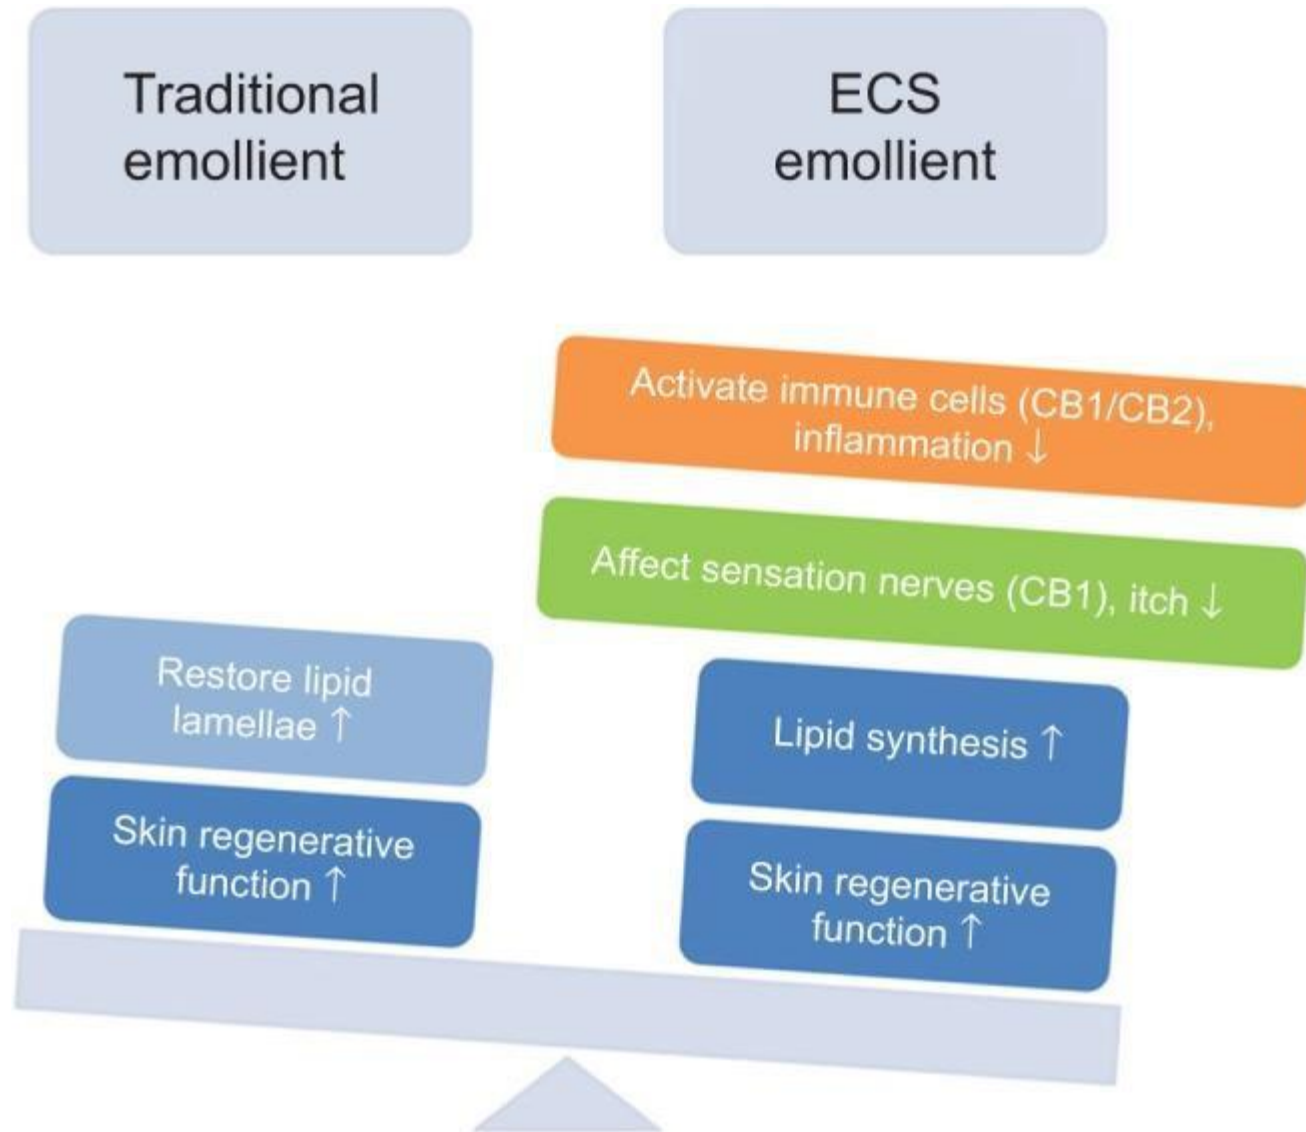 Traditional
emollient
ECS
emollient
Activate immune cells (CB1/CB2),
inflammation ↓
Affect sensation nerves (CB1), itch ↓
Restore lipid
lamellae ↑
Lipid synthesis ↑
Skin regenerative
function ↑
Skin regenerative
function ↑